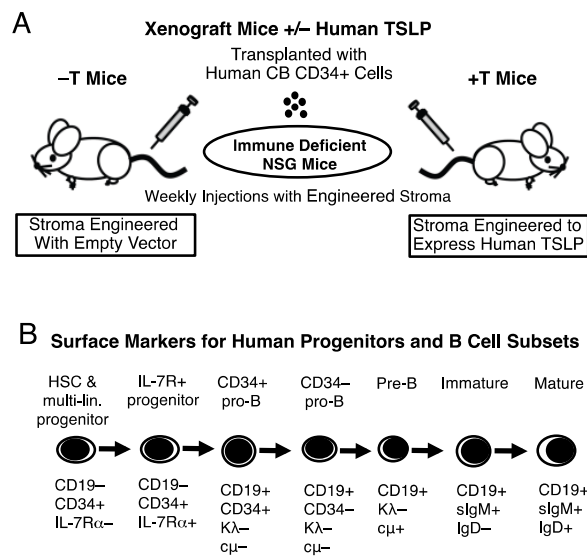 A
Xenograft Mice +/– Human TSLP
Transplanted with
Human CB CD34+ Cells
–T Mice
+T Mice
Immune Deficient
NSG Mice
Weekly Injections with Engineered Stroma
Stroma Engineered
With Empty Vector
Stroma Engineered to
Express Human TSLP
B
Surface Markers for Human Progenitors and B Cell Subsets
HSC &
multi-lin.
progenitor
IL-7R+
progenitor
CD34+
pro-B
CD34–
pro-B
Pre-B
Immature
Mature
CD19–
CD34+
IL-7Rα–
CD19–
CD34+
IL-7Rα+
CD19+
CD34+
Kλ–
cμ–
CD19+
CD34–
Kλ–
cμ–
CD19+
Kλ–
cμ+
CD19+
sIgM+
IgD–
CD19+
sIgM+
IgD+